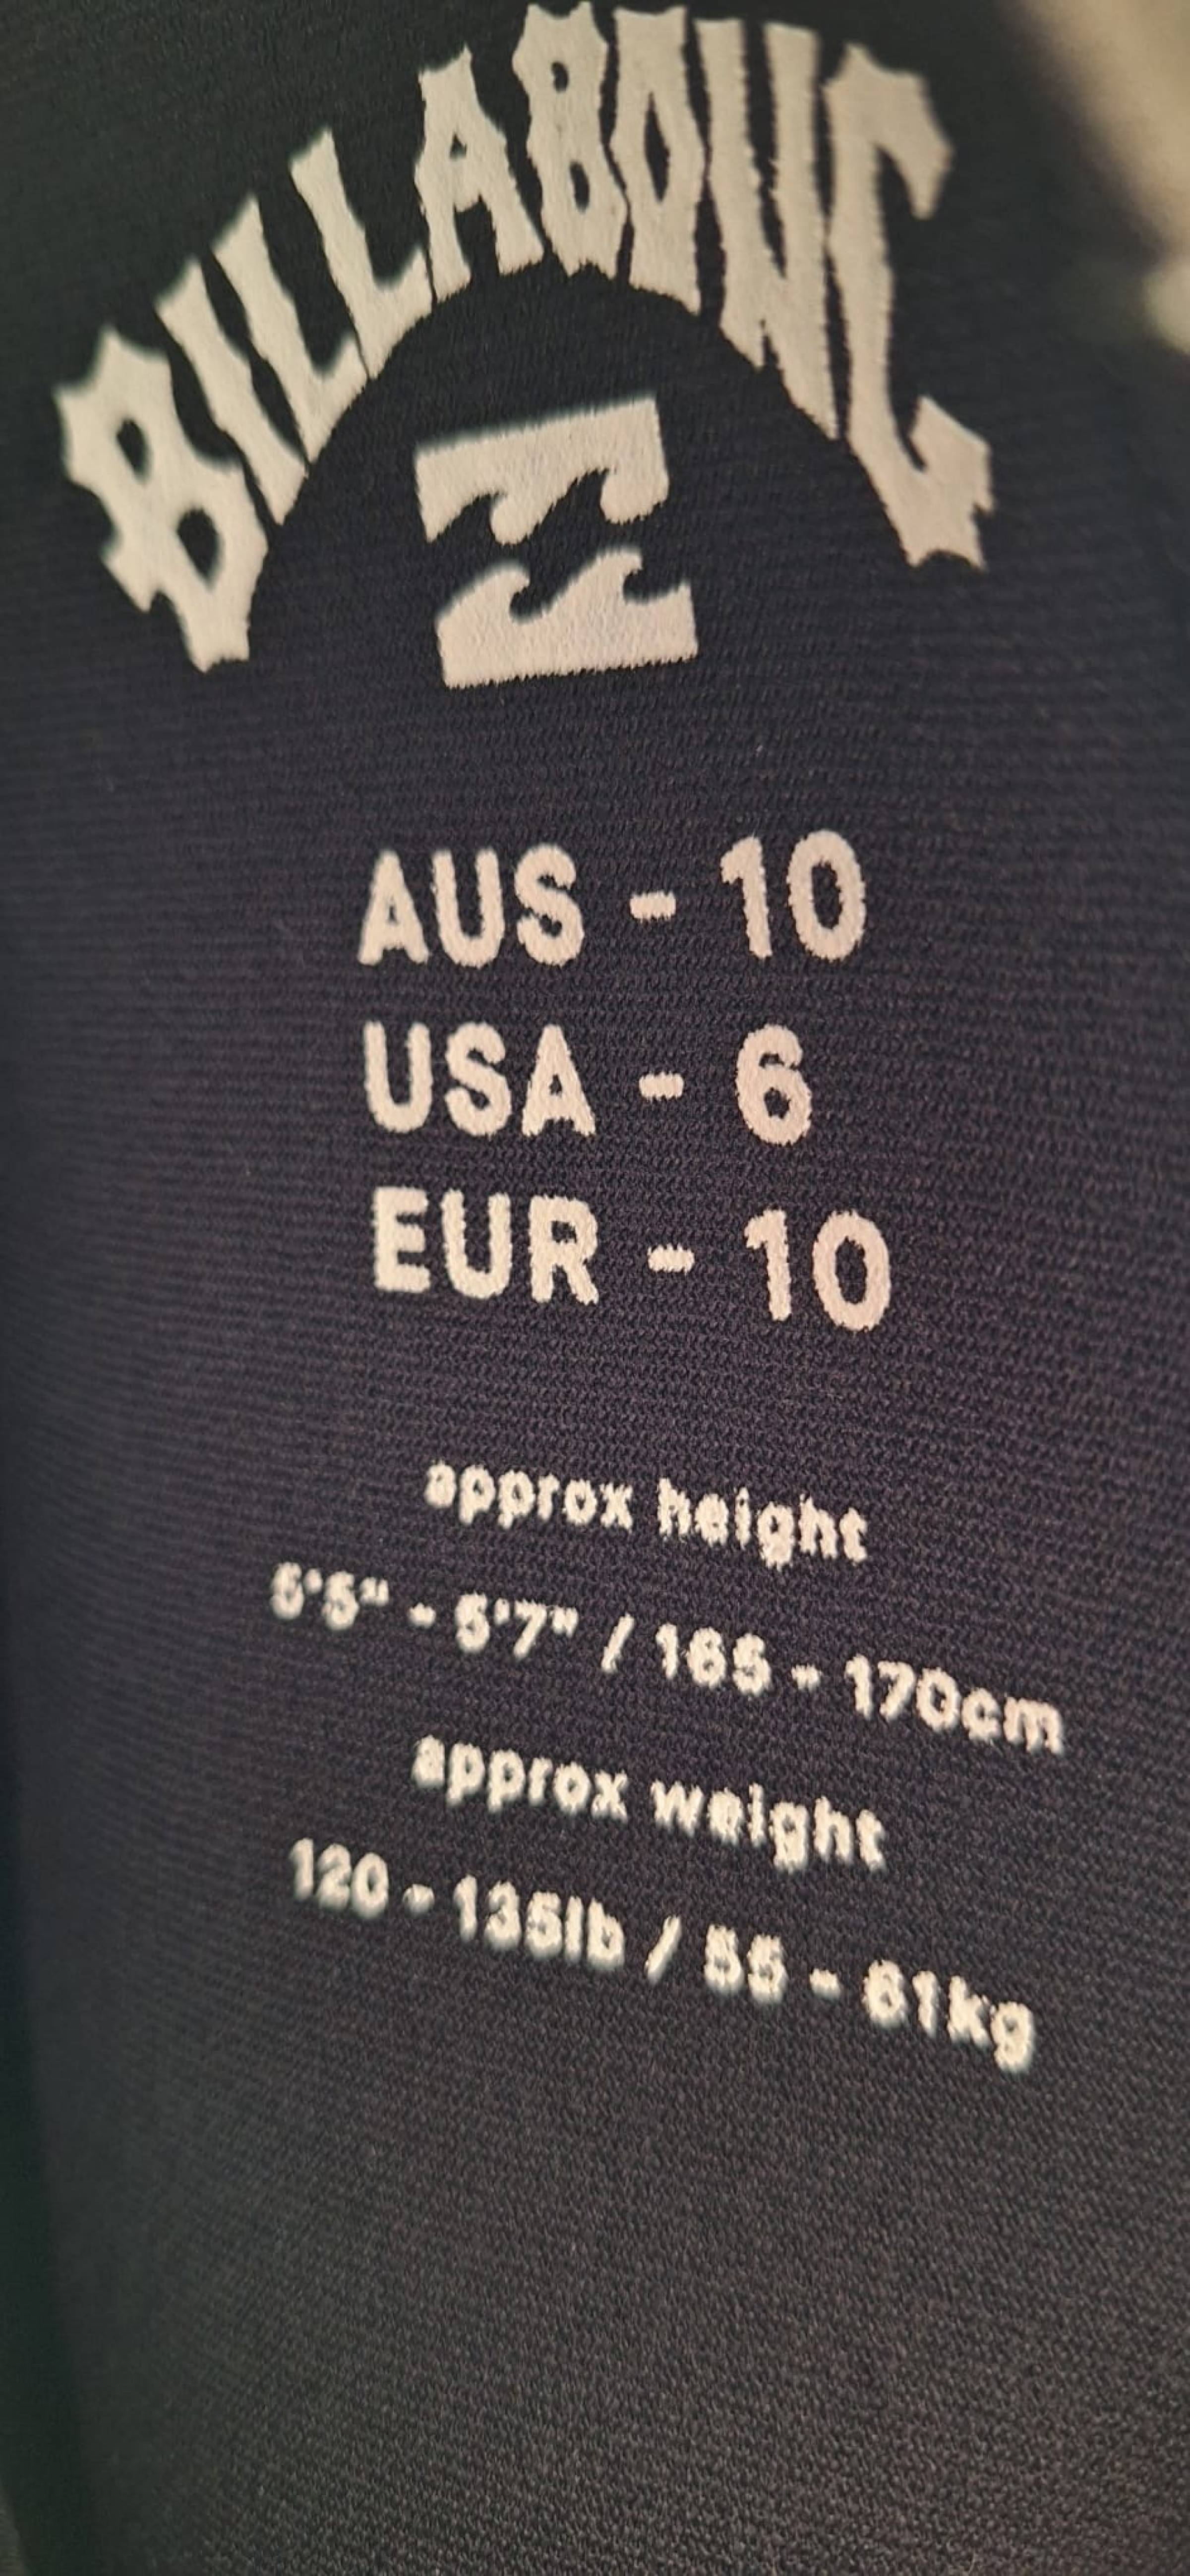 BILLABONG
AUS - 10
USA - 6
EUR - 10
approx height
5'5" - 5'7" / 165 - 170cm
approx weight
120 - 135lb / 55 - 61kg